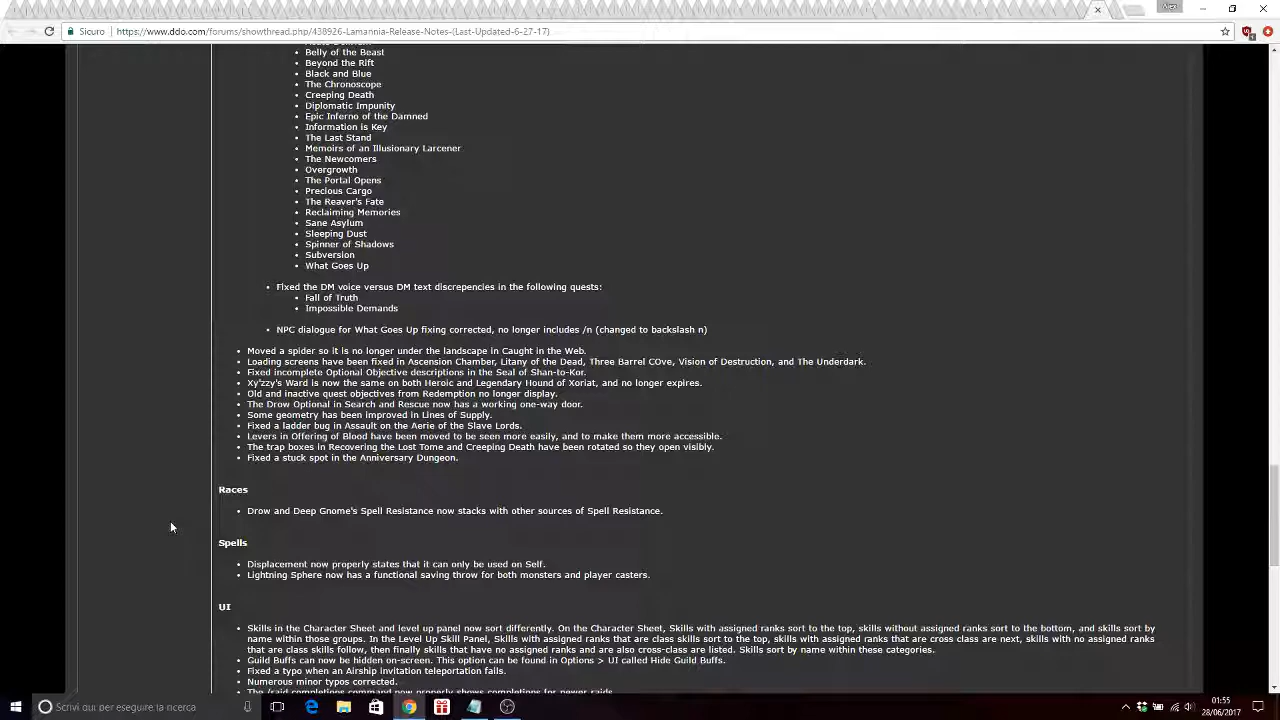 Alex
Sicuro
https://www.ddo.com/forums/showthread.php/438926-Lamannia-Release-Notes-(Last-Updated-6-27-17)
• Belly of the Beast
• Beyond the Rift
• Black and Blue
• The Chronoscope
• Creeping Death
• Diplomatic Impunity
• Epic Inferno of the Damned
• Information is Key
• The Last Stand
• Memoirs of an Illusionary Larcener
• The Newcomers
• Overgrowth
• The Portal Opens
• Precious Cargo
• The Reaver's Fate
• Reclaiming Memories
• Sane Asylum
• Sleeping Dust
• Spinner of Shadows
• Subversion
• What Goes Up
• Fixed the DM voice versus DM text discrepencies in the following quests:
• Fall of Truth
• Impossible Demands
• NPC dialogue for What Goes Up fixing corrected, no longer includes /n (changed to backslash n)
• Moved a spider so it is no longer under the landscape in Caught in the Web.
• Loading screens have been fixed in Ascension Chamber, Litany of the Dead, Three Barrel COve, Vision of Destruction, and The Underdark.
• Fixed incomplete Optional Objective descriptions in the Seal of Shan-to-Kor.
• Xy'zzy's Ward is now the same on both Heroic and Legendary Hound of Xoriat, and no longer expires.
• Old and inactive quest objectives from Redemption no longer display.
• The Drow Optional in Search and Rescue now has a working one-way door.
• Some geometry has been improved in Lines of Supply.
• Fixed a ladder bug in Assault on the Aerie of the Slave Lords.
• Levers in Offering of Blood have been moved to be seen more easily, and to make them more accessible.
• The trap boxes in Recovering the Lost Tome and Creeping Death have been rotated so they open visibly.
• Fixed a stuck spot in the Anniversary Dungeon.
Races
• Drow and Deep Gnome's Spell Resistance now stacks with other sources of Spell Resistance.
Spells
• Displacement now properly states that it can only be used on Self.
• Lightning Sphere now has a functional saving throw for both monsters and player casters.
UI
• Skills in the Character Sheet and level up panel now sort differently. On the Character Sheet, Skills with assigned ranks sort to the top, skills without assigned ranks sort to the bottom, and skills sort by
name within those groups. In the Level Up Skill Panel, Skills with assigned ranks that are class skills sort to the top, skills with assigned ranks that are cross class are next, skills with no assigned ranks
that are class skills follow, then finally skills that have no assigned ranks and are also cross-class are listed. Skills sort by name within these categories.
• Guild Buffs can now be hidden on-screen. This option can be found in Options > UI called Hide Guild Buffs.
• Fixed a typo when an Airship invitation teleportation fails.
• Numerous minor typos corrected.
• The /raid completions command now properly shows completions for newer raids.
Scrivi qui per eseguire la ricerca
01:55
28/06/2017